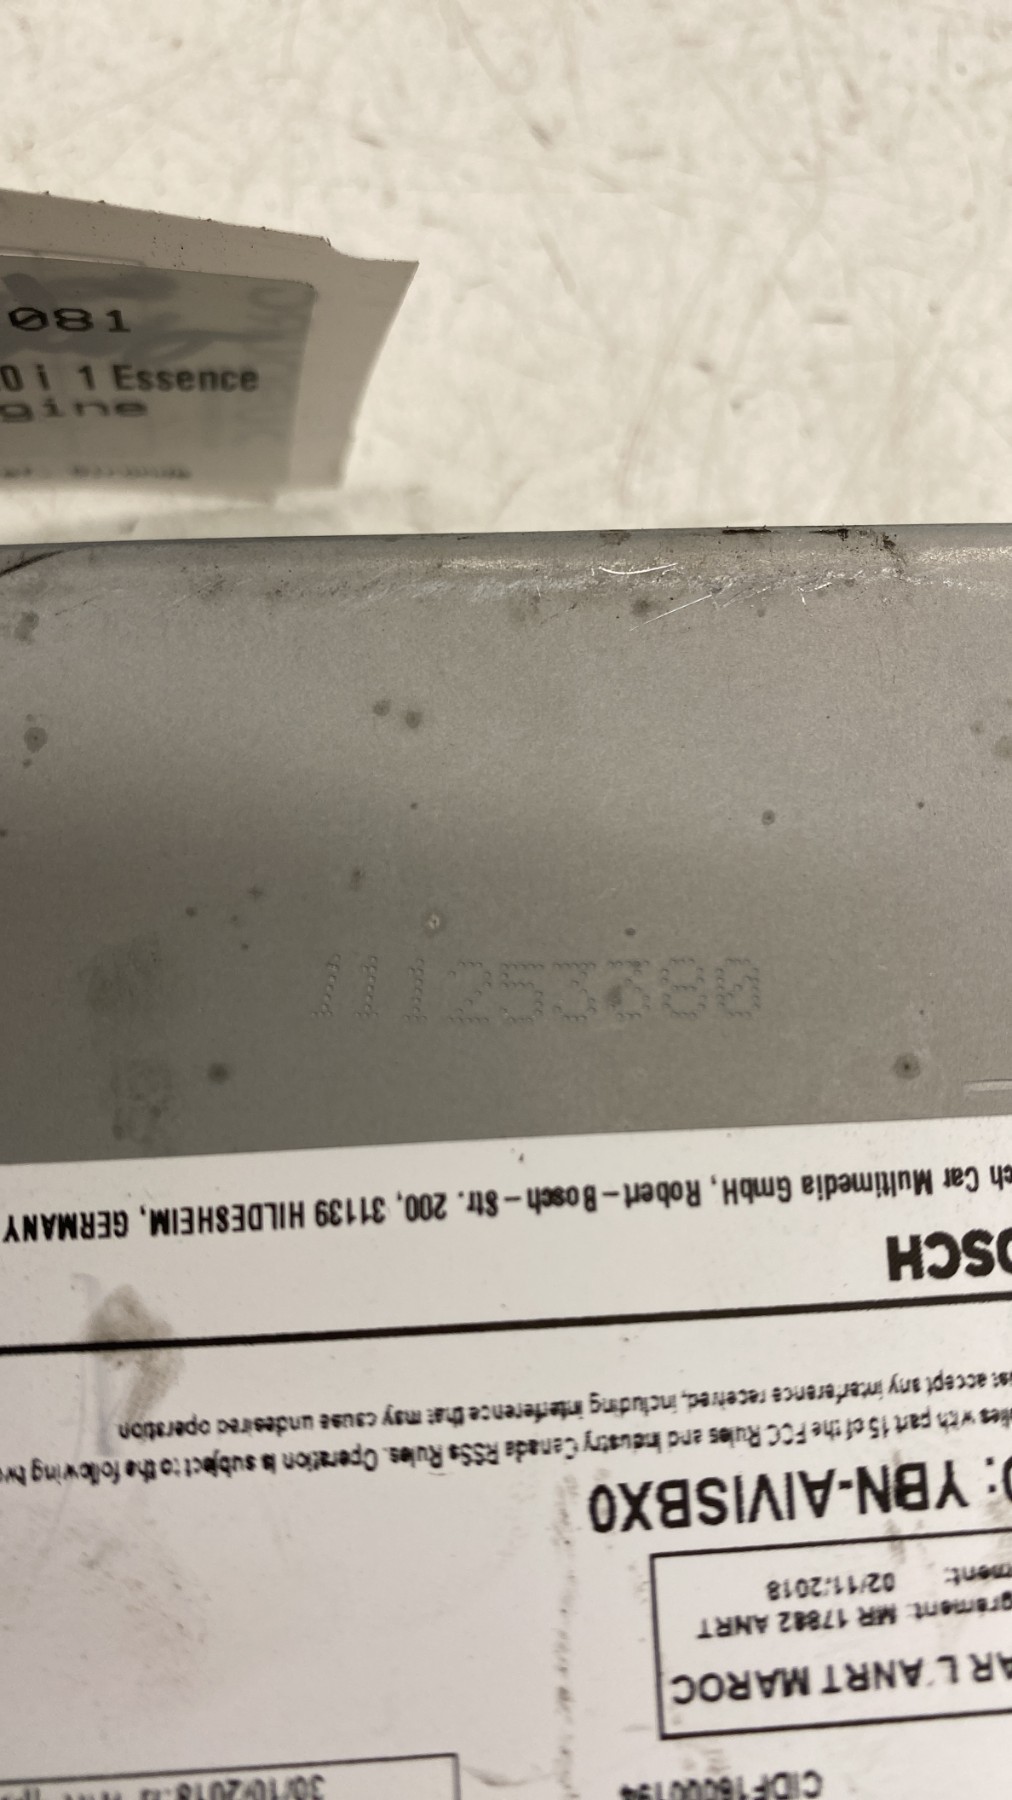 081
0 i 1 Essence
gine
CIDF16000194
AR L'ANRT MAROC
grément: MR 17882 ANRT
ment: 02/11/2018
: YBN-AIVISBX0
lies with part 15 of the FCC Rules and Industry Canada RSSs Rules. Operation is subject to the following tw
st accept any interference received, including interference that may cause undesired operation
OSCH
ch Car Multimedia GmbH, Robert – Bosch – Str. 200, 31139 HILDESHEIM, GERMANY